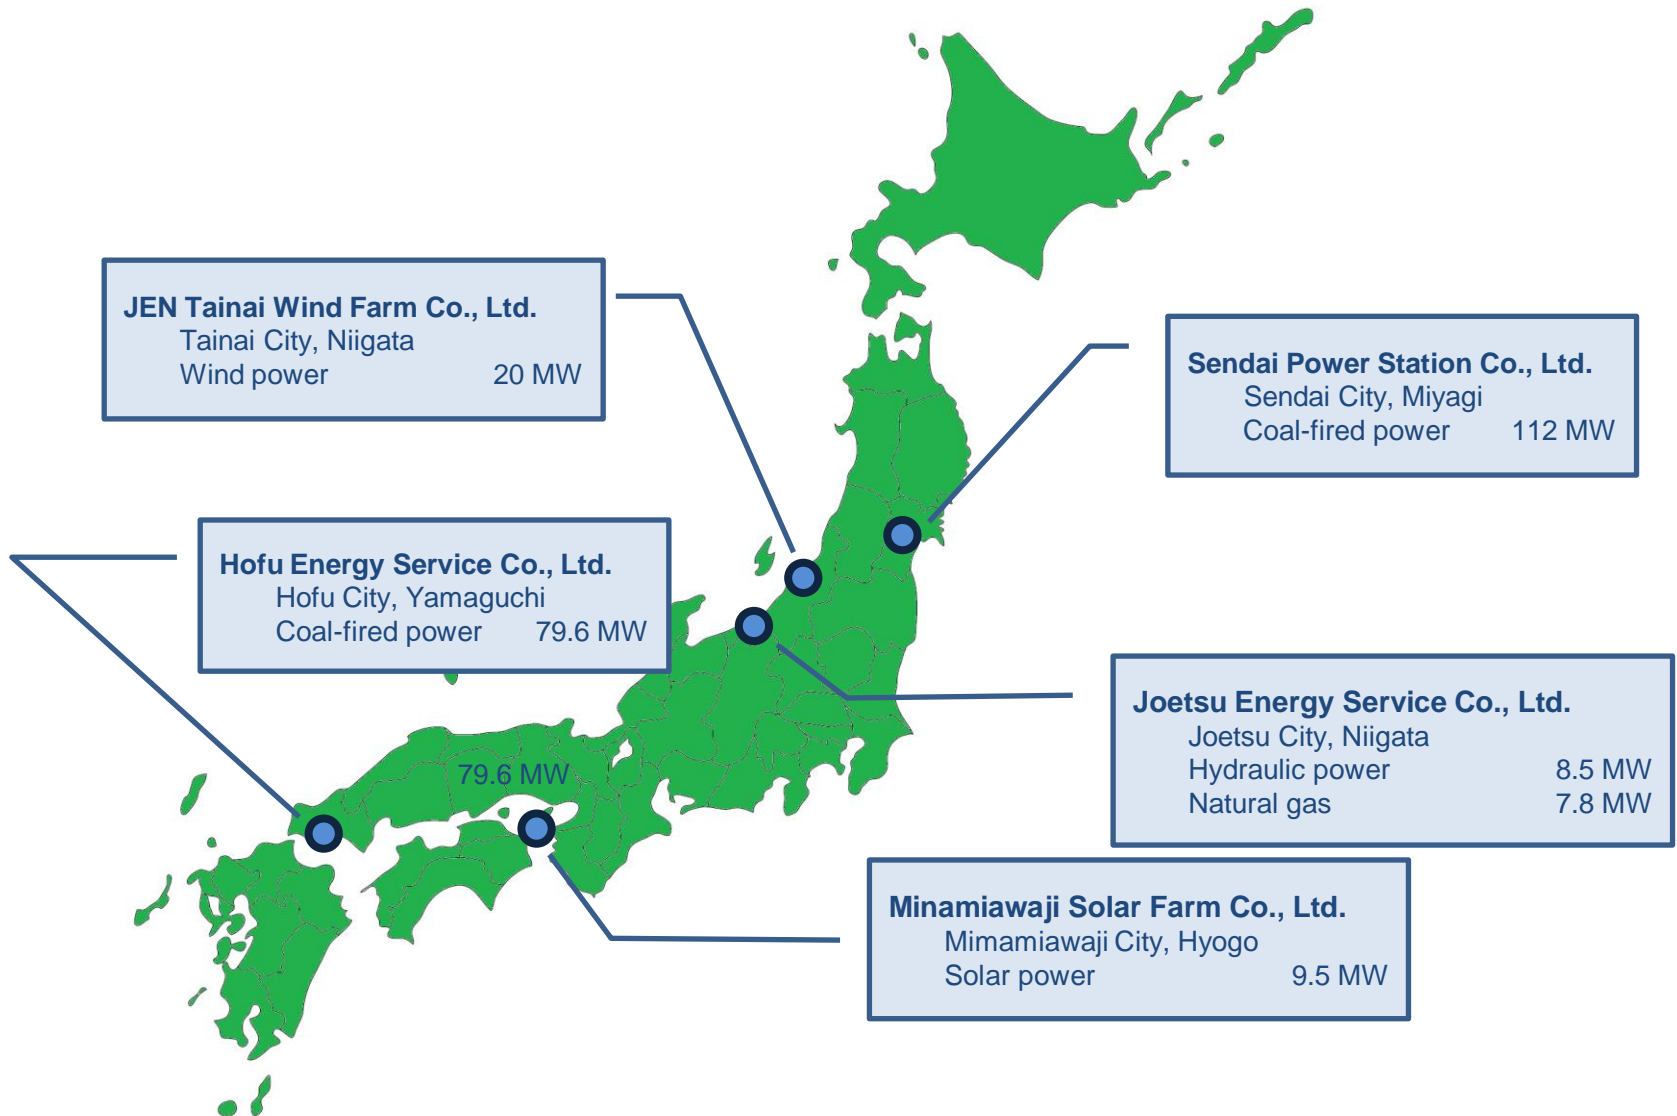 JEN Tainai Wind Farm Co., Ltd.
Tainai City, Niigata
Wind power 20 MW
Sendai Power Station Co., Ltd.
Sendai City, Miyagi
Coal-fired power 112 MW
Hofu Energy Service Co., Ltd.
Hofu City, Yamaguchi
Coal-fired power 79.6 MW
Joetsu Energy Service Co., Ltd.
Joetsu City, Niigata
Hydraulic power 8.5 MW
Natural gas 7.8 MW
79.6 MW
Minamiawaji Solar Farm Co., Ltd.
Mimamiawaji City, Hyogo
Solar power 9.5 MW